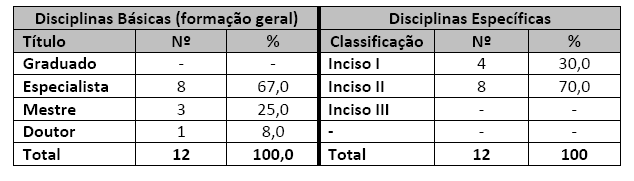 Disciplinas Básicas (formação geral) Disciplinas Específicas
Título Nº % Classificação Nº %
Graduado - - Inciso I 4 30,0
Especialista 8 67,0 Inciso II 8 70,0
Mestre 3 25,0 Inciso III - -
Doutor 1 8,0 - - -
Total 12 100,0 Total 12 100